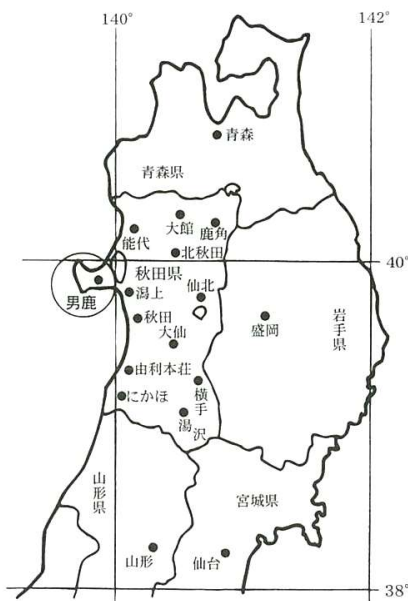 140°
142°
青森
青森県
大館
鹿角
能代
北秋田
40°
秋田県
男鹿
潟上
仙北
秋田
大仙
盛岡
岩手県
由利本荘
にかほ
横手
湯沢
山形県
宮城県
山形
仙台
38°